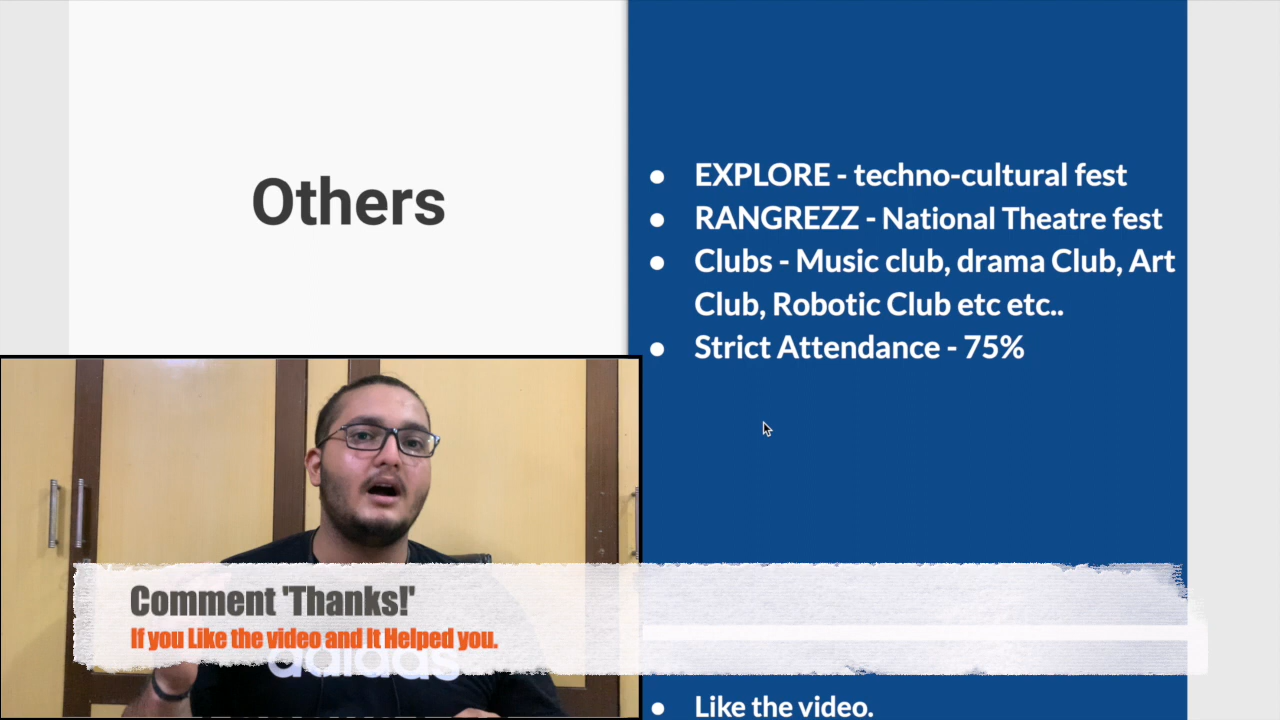 Others
● EXPLORE - techno-cultural fest
● RANGREZZ - National Theatre fest
● Clubs - Music club, drama Club, Art
Club, Robotic Club etc etc..
● Strict Attendance - 75%
Comment 'Thanks!'
If you Like the video and It Helped you.
adidas
● Like the video.